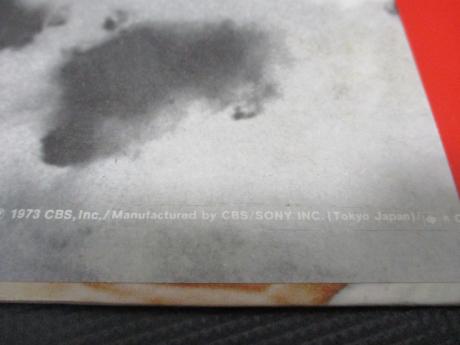 ℗ 1973 CBS, Inc./Manufactured by CBS/SONY INC. (Tokyo Japan)/